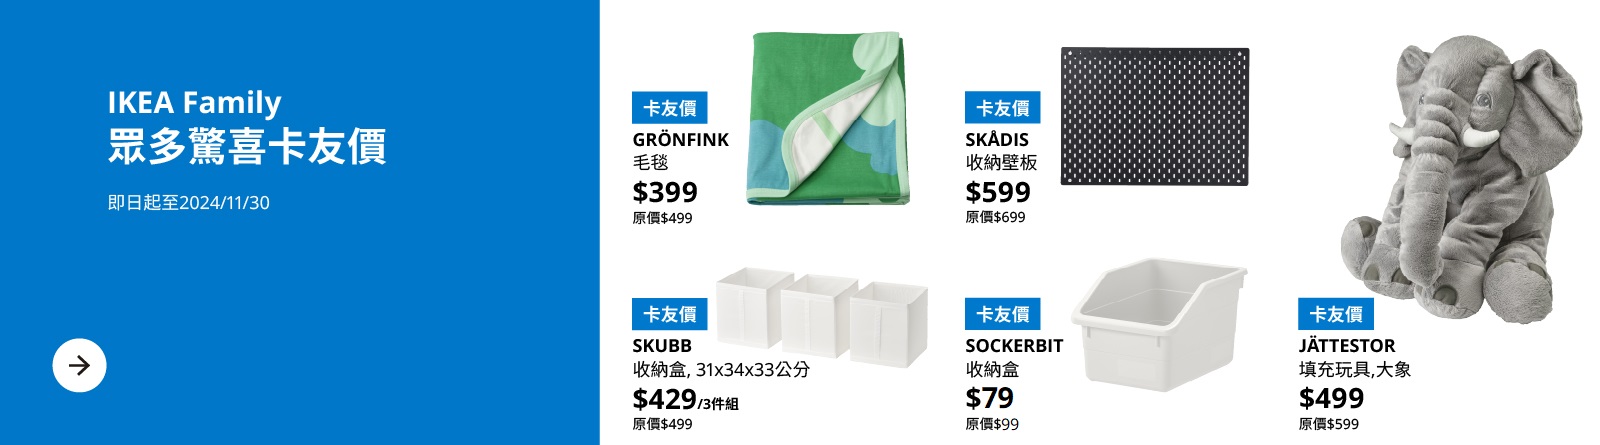 IKEA Family
眾多驚喜卡友價
即日起至2024/11/30
卡友價
GRÖNFINK
毛毯
$399
原價$499
卡友價
SKÅDIS
收納壁板
$599
原價$699
卡友價
SKUBB
收納盒, 31x34x33公分
$429/3件組
原價$499
卡友價
SOCKERBIT
收納盒
$79
原價$99
卡友價
JÄTTESTOR
填充玩具,大象
$499
原價$599